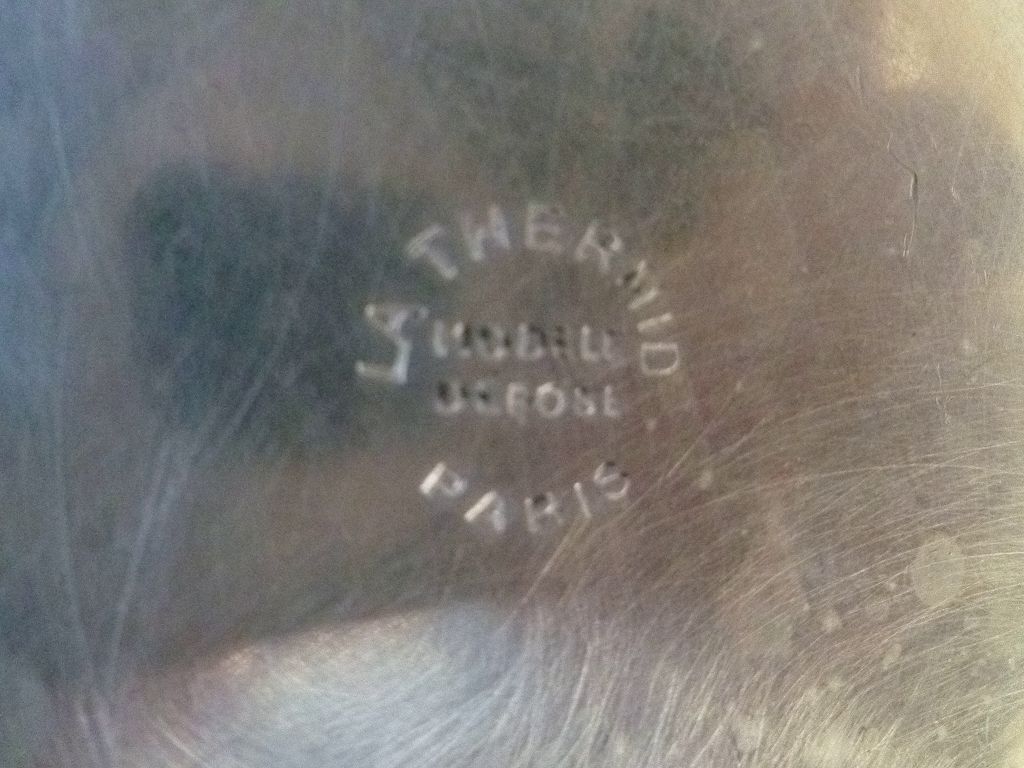 LA THERMID
MODELE
DEPOSE
PARIS